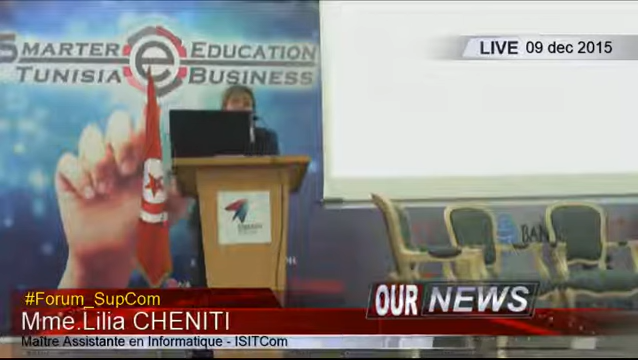 LIVE 09 dec 2015
SMARTER EDUCATION
TUNISIA BUSINESS
e
BAN
OUR NEWS
#Forum_SupCom
Mme.Lilia CHENITI
Maître Assistante en Informatique - ISITCom